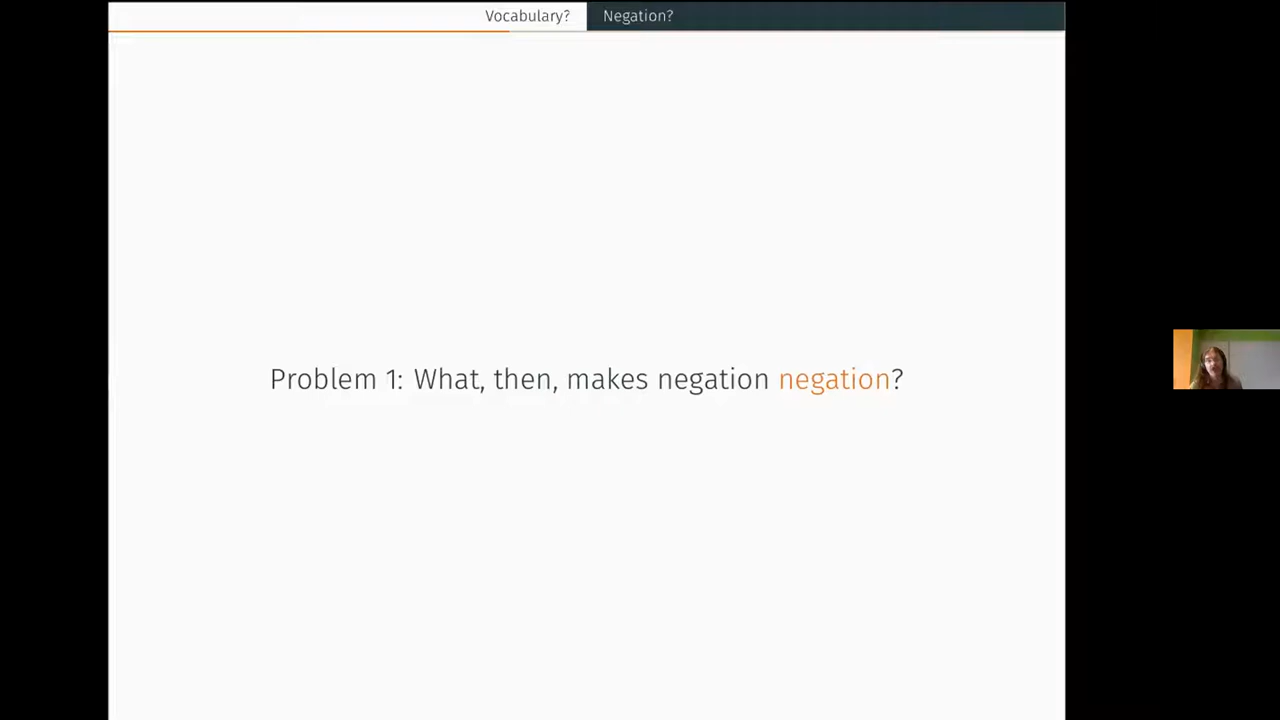 Vocabulary? Negation?
Problem 1: What, then, makes negation negation?